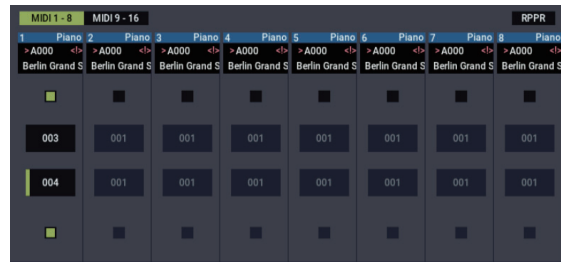 MIDI 1 - 8 MIDI 9 - 16 RPPR
1 Piano 2 Piano 3 Piano 4 Piano 5 Piano 6 Piano 7 Piano 8 Piano
>A000 <!> >A000 <!> >A000 <!> >A000 <!> >A000 <!> >A000 <!> >A000 <!> >A000 <!>
Berlin Grand S Berlin Grand S Berlin Grand S Berlin Grand S Berlin Grand S Berlin Grand S Berlin Grand S Berlin Grand S
003 001 001 001 001 001 001 001
004 001 001 001 001 001 001 001